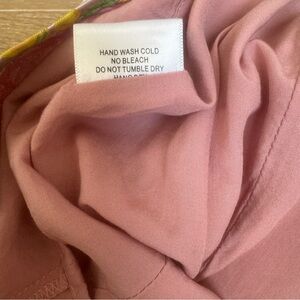 HAND WASH COLD
NO BLEACH
DO NOT TUMBLE DRY